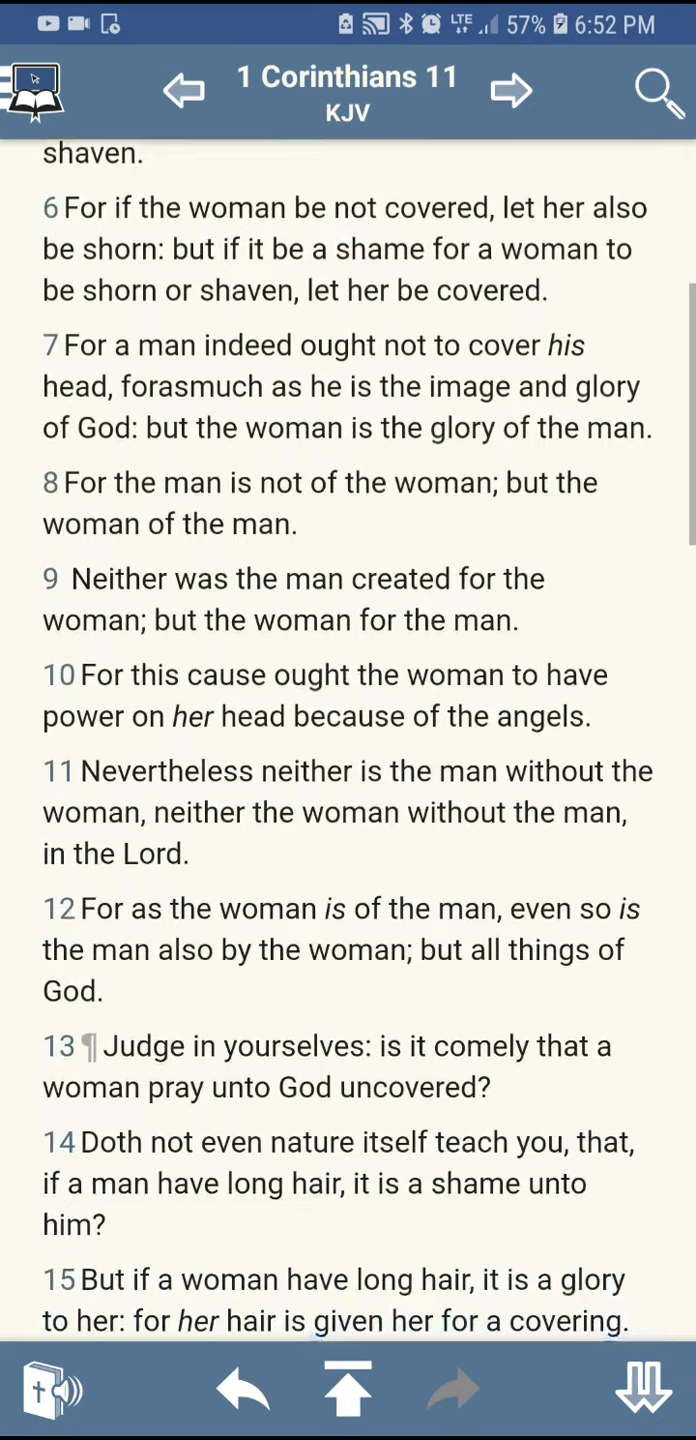 LTE 57% 6:52 PM
1 Corinthians 11
KJV
shaven.
6 For if the woman be not covered, let her also
be shorn: but if it be a shame for a woman to
be shorn or shaven, let her be covered.
7 For a man indeed ought not to cover his
head, forasmuch as he is the image and glory
of God: but the woman is the glory of the man.
8 For the man is not of the woman; but the
woman of the man.
9 Neither was the man created for the
woman; but the woman for the man.
10 For this cause ought the woman to have
power on her head because of the angels.
11 Nevertheless neither is the man without the
woman, neither the woman without the man,
in the Lord.
12 For as the woman is of the man, even so is
the man also by the woman; but all things of
God.
13 ¶ Judge in yourselves: is it comely that a
woman pray unto God uncovered?
14 Doth not even nature itself teach you, that,
if a man have long hair, it is a shame unto
him?
15 But if a woman have long hair, it is a glory
to her: for her hair is given her for a covering.